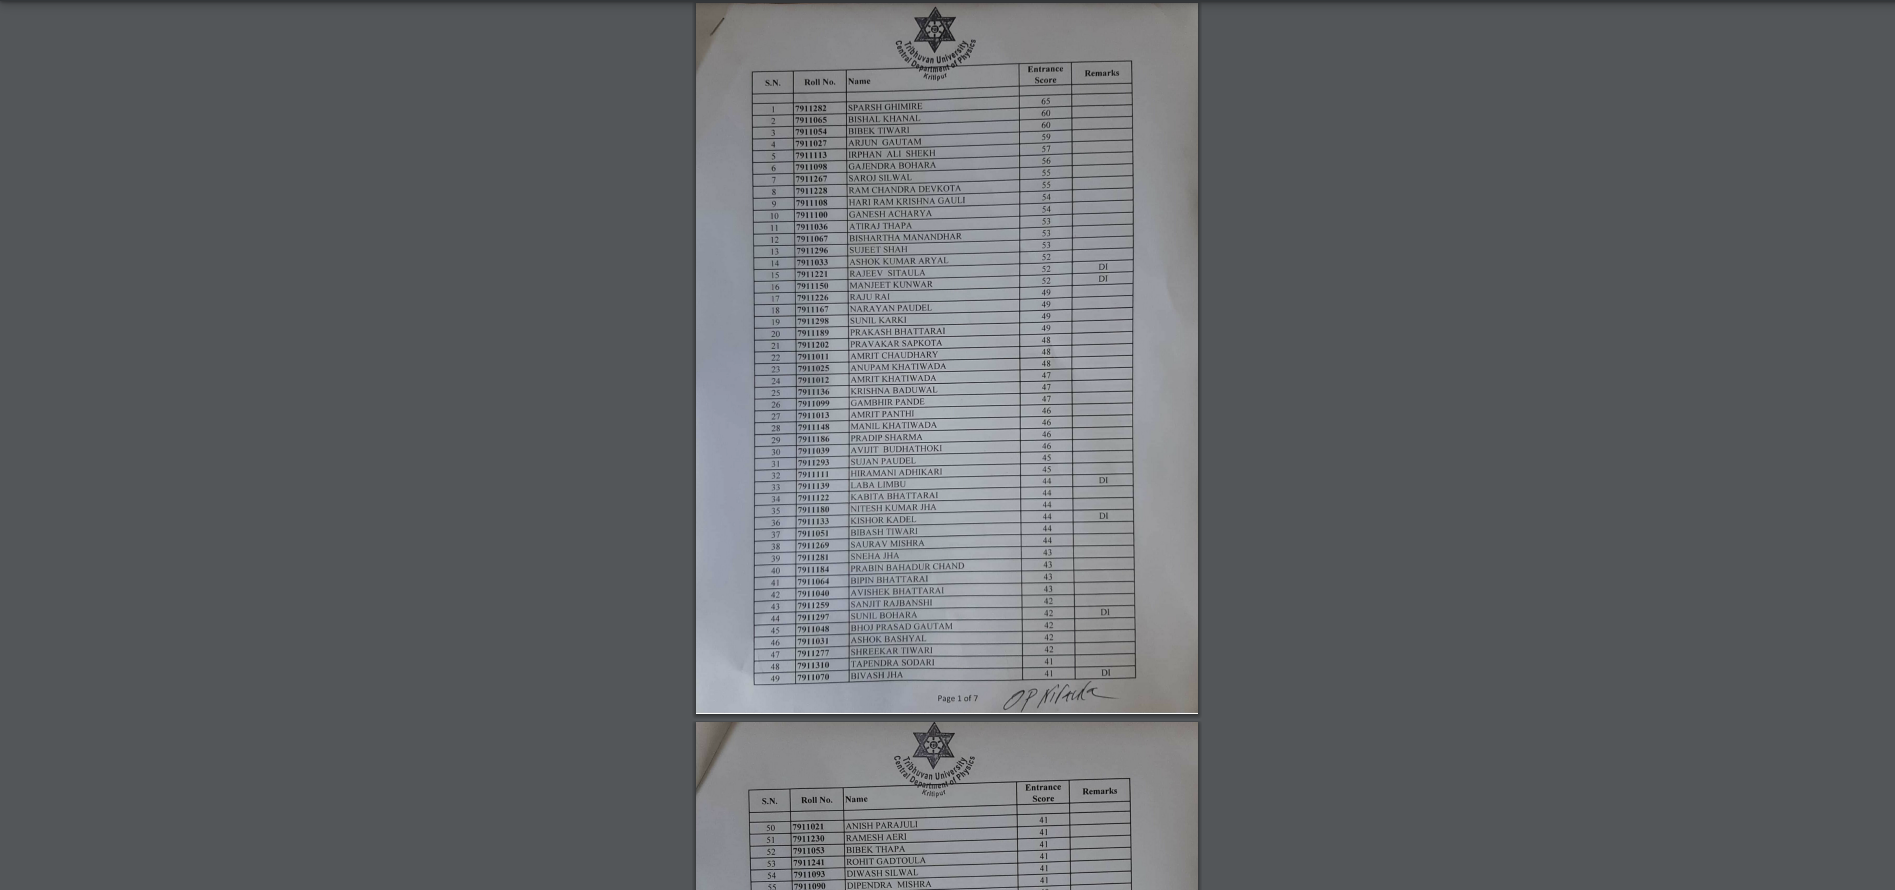 Tribhuvan University
Central Department of Physics
Kritipur
S.N. Roll No. Name Entrance Score Remarks
1 7911282 SPARSH GHIMIRE 65
2 7911065 BISHAL KHANAL 60
3 7911054 BIBEK TIWARI 60
4 7911027 ARJUN GAUTAM 59
5 7911113 IRPHAN ALI SHEKH 57
6 7911098 GAJENDRA BOHARA 56
7 7911267 SAROJ SILWAL 55
8 7911228 RAM CHANDRA DEVKOTA 55
9 7911108 HARI RAM KRISHNA GAULI 54
10 7911100 GANESH ACHARYA 54
11 7911036 ATIRAJ THAPA 53
12 7911067 BISHARTHA MANANDHAR 53
13 7911296 SUJEET SHAH 53
14 7911033 ASHOK KUMAR ARYAL 52
15 7911221 RAJEEV SITAULA 52 DI
16 7911150 MANJEET KUNWAR 52 DI
17 7911226 RAJU RAI 49
18 7911167 NARAYAN PAUDEL 49
19 7911298 SUNIL KARKI 49
20 7911189 PRAKASH BHATTARAI 49
21 7911202 PRAVAKAR SAPKOTA 48
22 7911011 AMRIT CHAUDHARY 48
23 7911025 ANUPAM KHATIWADA 48
24 7911012 AMRIT KHATIWADA 47
25 7911136 KRISHNA BADUWAL 47
26 7911099 GAMBHIR PANDE 47
27 7911013 AMRIT PANTHI 46
28 7911148 MANIL KHATIWADA 46
29 7911186 PRADIP SHARMA 46
30 7911039 AVIJIT BUDHATHOKI 46
31 7911293 SUJAN PAUDEL 45
32 7911111 HIRAMANI ADHIKARI 45
33 7911139 LABA LIMBU 44 DI
34 7911122 KABITA BHATTARAI 44
35 7911180 NITESH KUMAR JHA 44
36 7911133 KISHOR KADEL 44 DI
37 7911051 BIBASH TIWARI 44
38 7911269 SAURAV MISHRA 44
39 7911281 SNEHA JHA 43
40 7911184 PRABIN BAHADUR CHAND 43
41 7911064 BIPIN BHATTARAI 43
42 7911040 AVISHEK BHATTARAI 43
43 7911259 SANJIT RAJBANSHI 42
44 7911297 SUNIL BOHARA 42 DI
45 7911048 BHOJ PRASAD GAUTAM 42
46 7911031 ASHOK BASHYAL 42
47 7911277 SHREEKAR TIWARI 42
48 7911310 TAPENDRA SODARI 41
49 7911070 BIVASH JHA 41 DI
Page 1 of 7
Tribhuvan University
Central Department of Physics
Kritipur
S.N. Roll No. Name Entrance Score Remarks
50 7911021 ANISH PARAJULI 41
51 7911230 RAMESH AERI 41
52 7911053 BIBEK THAPA 41
53 7911241 ROHIT GADTOULA 41
54 7911093 DIWASH SILWAL 41
55 7911090 DIPENDRA MISHRA 41